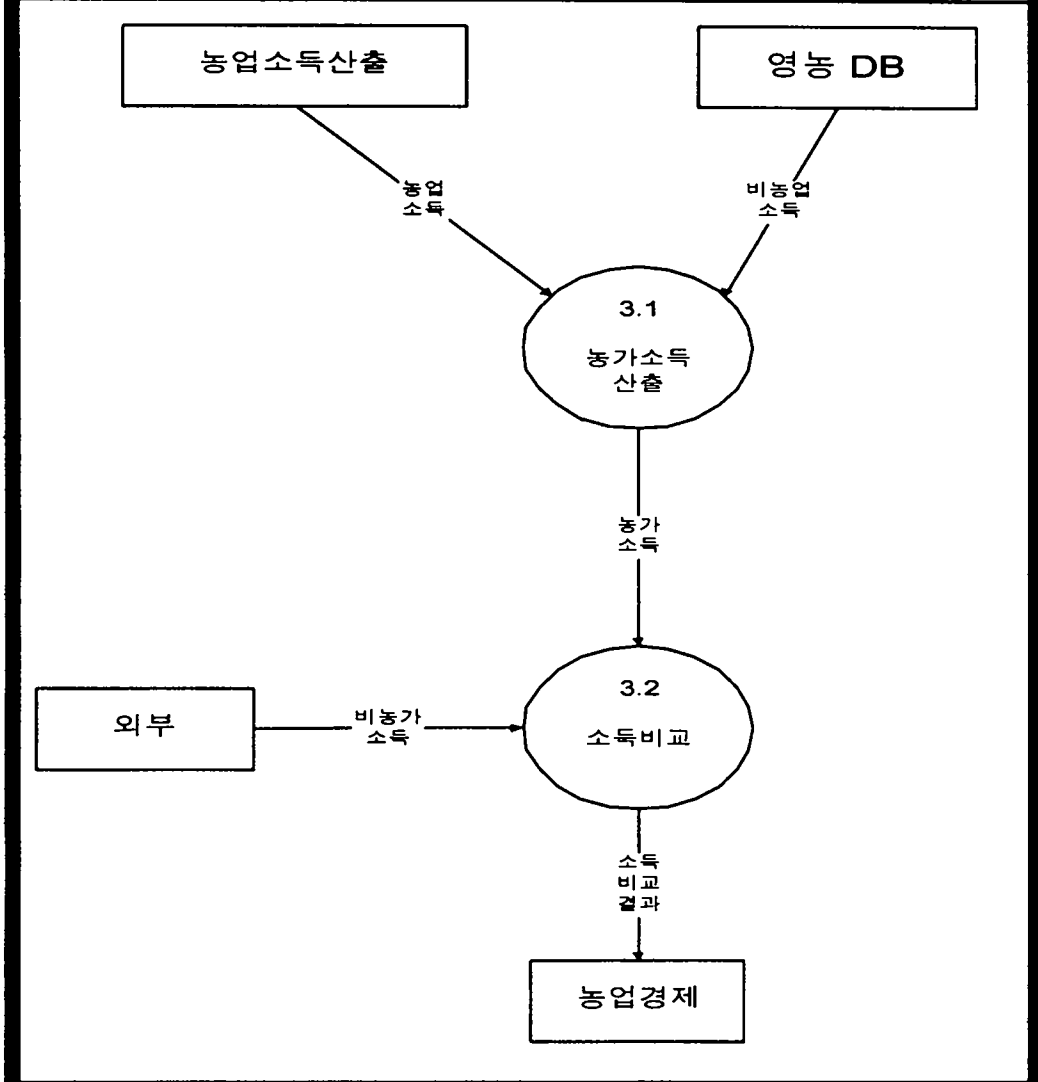 농업소득산출
영농 DB
농업
소득
비농업
소득
3.1
농가소득
산출
농가
소득
외부
비농가
소득
3.2
소득비교
소득
비교
결과
농업경제